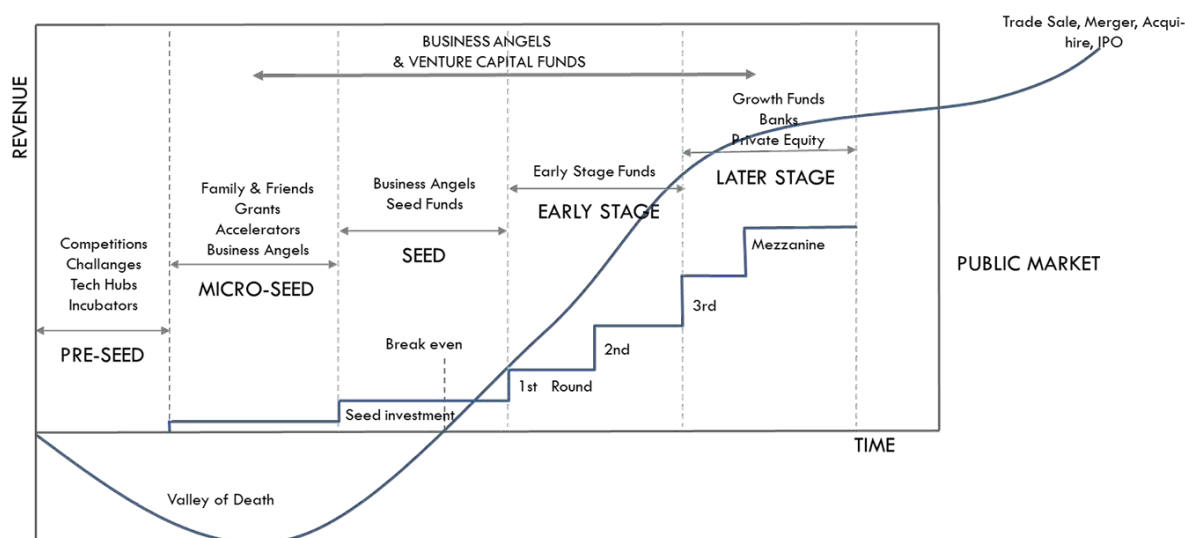 Trade Sale, Merger, Acqui-
hire, IPO
BUSINESS ANGELS
& VENTURE CAPITAL FUNDS
REVENUE
Growth Funds
Banks
Private Equity
LATER STAGE
Early Stage Funds
EARLY STAGE
Business Angels
Seed Funds
SEED
Family & Friends
Grants
Accelerators
Business Angels
MICRO-SEED
Competitions
Challanges
Tech Hubs
Incubators
PRE-SEED
Mezzanine
PUBLIC MARKET
3rd
2nd
Break even
1st Round
Seed investment
TIME
Valley of Death